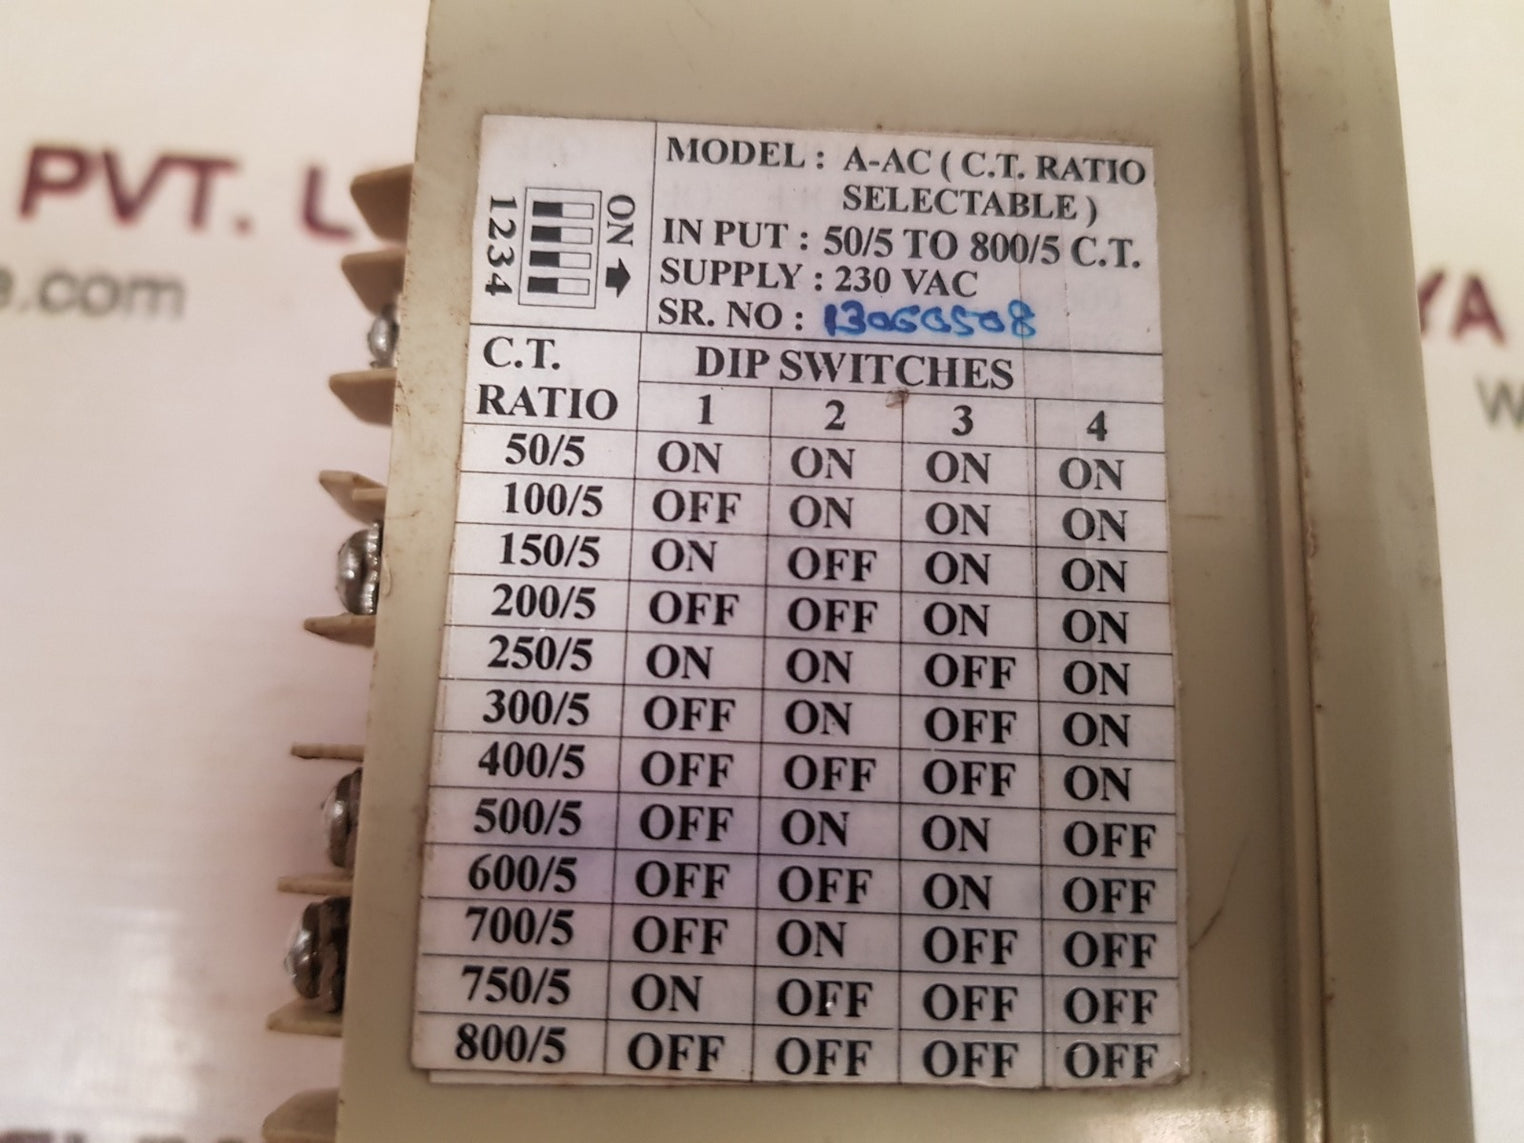 PVT. L
e.com
YA
W
ON
1 2 3 4
MODEL : A-AC ( C.T. RATIO
SELECTABLE )
IN PUT : 50/5 TO 800/5 C.T.
SUPPLY : 230 VAC
SR. NO : 13060508
C.T. RATIO DIP SWITCHES
1 2 3 4
50/5 ON ON ON ON
100/5 OFF ON ON ON
150/5 ON OFF ON ON
200/5 OFF OFF ON ON
250/5 ON ON OFF ON
300/5 OFF ON OFF ON
400/5 OFF OFF OFF ON
500/5 OFF ON ON OFF
600/5 OFF OFF ON OFF
700/5 OFF ON OFF OFF
750/5 ON OFF OFF OFF
800/5 OFF OFF OFF OFF